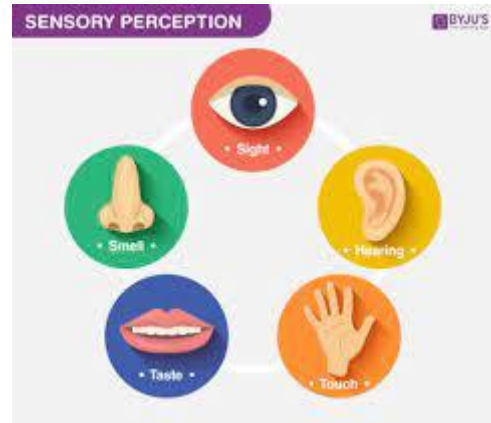 SENSORY PERCEPTION
BYJU'S
• Sight •
• Smell •
• Hearing •
• Taste •
• Touch •